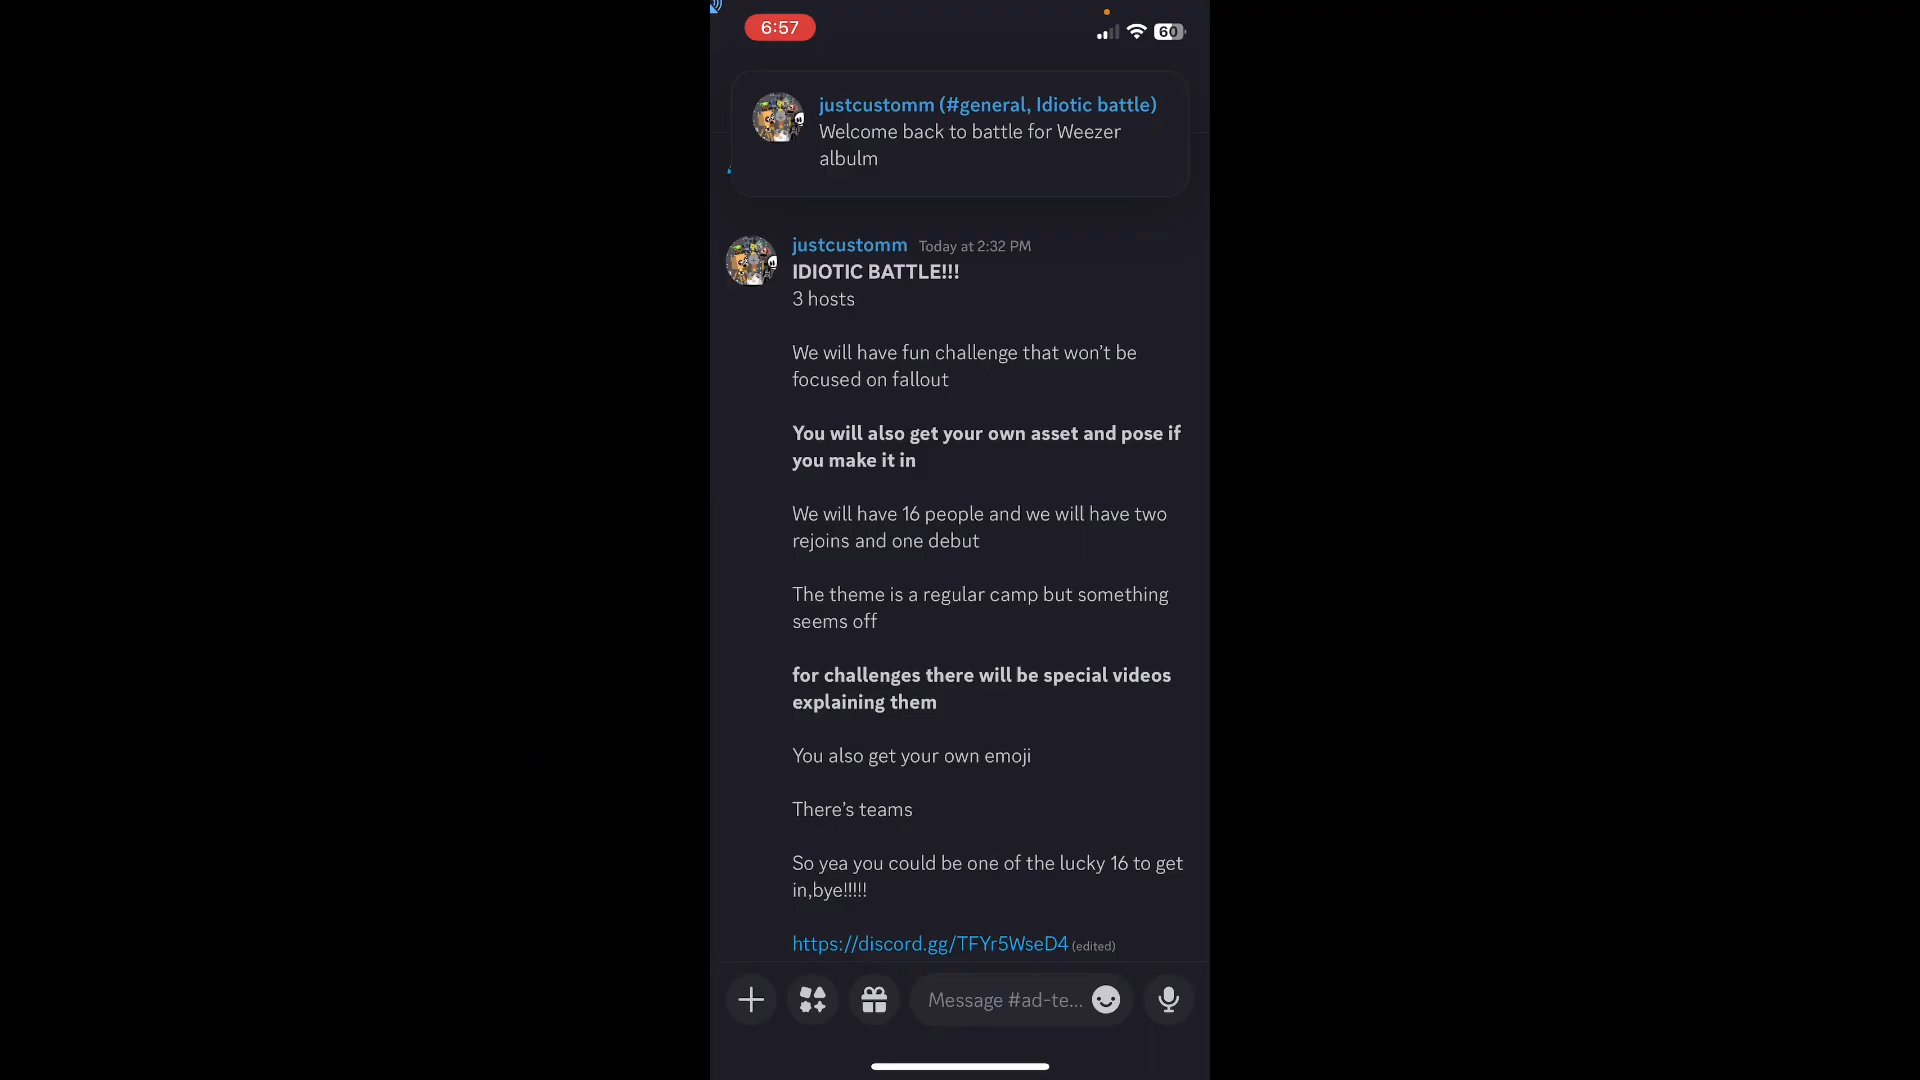 6:57
60
justcustomm (#general, Idiotic battle)
Welcome back to battle for Weezer
albulm
justcustomm Today at 2:32 PM
IDIOTIC BATTLE!!!
3 hosts
We will have fun challenge that won’t be
focused on fallout
You will also get your own asset and pose if
you make it in
We will have 16 people and we will have two
rejoins and one debut
The theme is a regular camp but something
seems off
for challenges there will be special videos
explaining them
You also get your own emoji
There’s teams
So yea you could be one of the lucky 16 to get
in,bye!!!!!
https://discord.gg/TFYr5WseD4 (edited)
Message #ad-te...